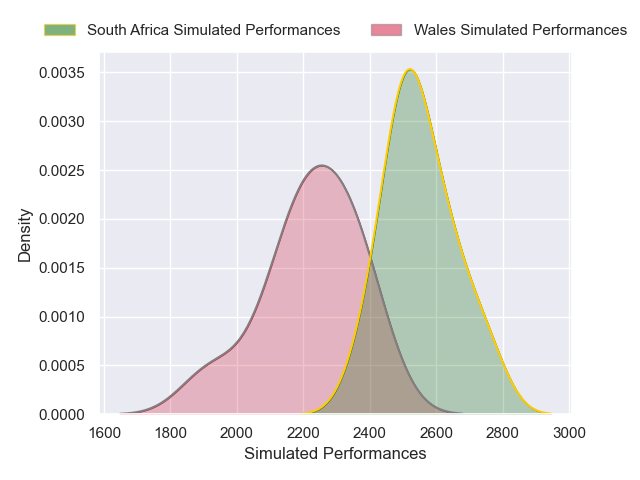 South Africa Simulated Performances Wales Simulated Performances
0.0035
0.0030
0.0025
0.0020
0.0015
0.0010
0.0005
0.0000
Density
1600 1800 2000 2200 2400 2600 2800 3000
Simulated Performances